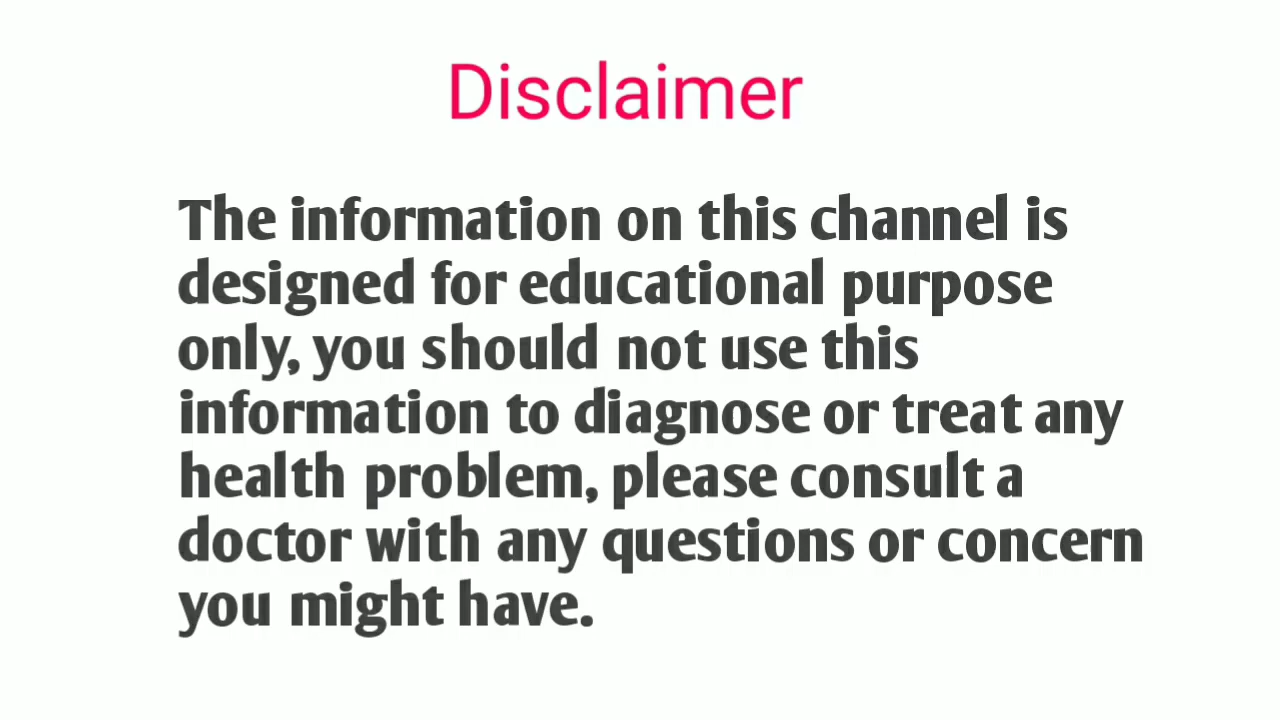 Disclaimer
The information on this channel is
designed for educational purpose
only, you should not use this
information to diagnose or treat any
health problem, please consult a
doctor with any questions or concern
you might have.